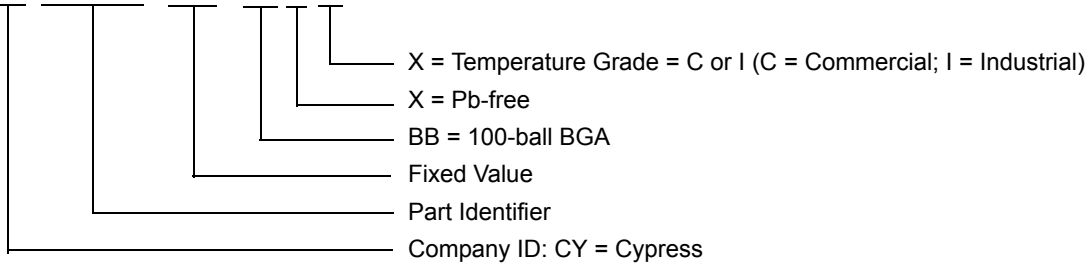 X = Temperature Grade = C or I (C = Commercial; I = Industrial)
X = Pb-free
BB = 100-ball BGA
Fixed Value
Part Identifier
Company ID: CY = Cypress